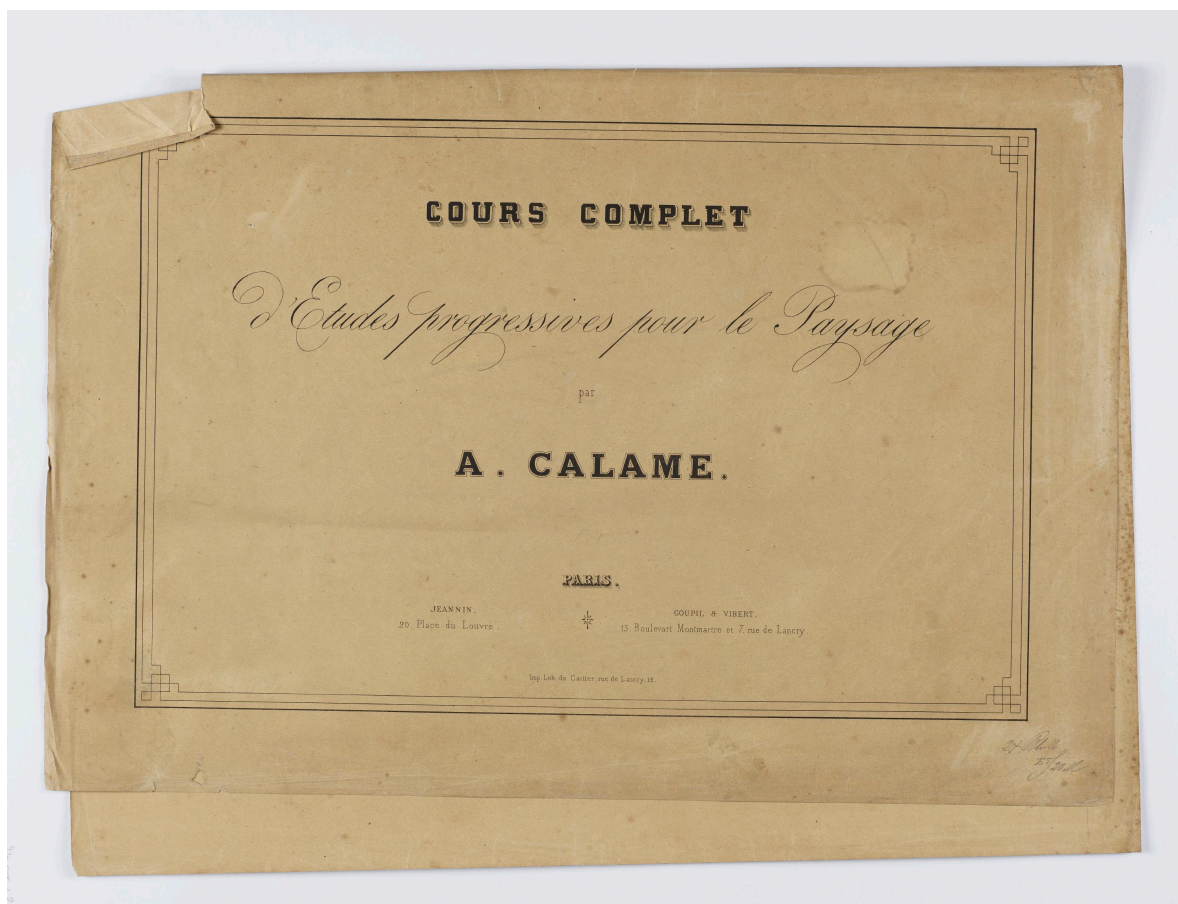 COURS COMPLET
d'Etudes progressives pour le Paysage
par
A. CALAME.
PARIS.
JEANNIN.
20, Place du Louvre.
GOUPIL & VIBERT.
15, Boulevart Montmartre et 7, rue de Lancry
Imp. Lith. de Cattier, rue de Lancry, 12.